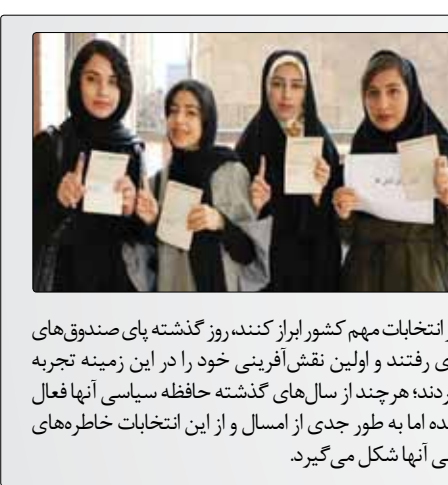 انتخابات مهم کشور ابراز کنند، روز گذشته پای صندوق‌های
رفتند و اولین نقش‌آفرینی خود را در این زمینه تجربه
هرچند از سال‌های گذشته حافظه سیاسی آنها فعال
اما به طور جدی از امسال و از این انتخابات خاطره‌های
آنها شکل می‌گیرد.